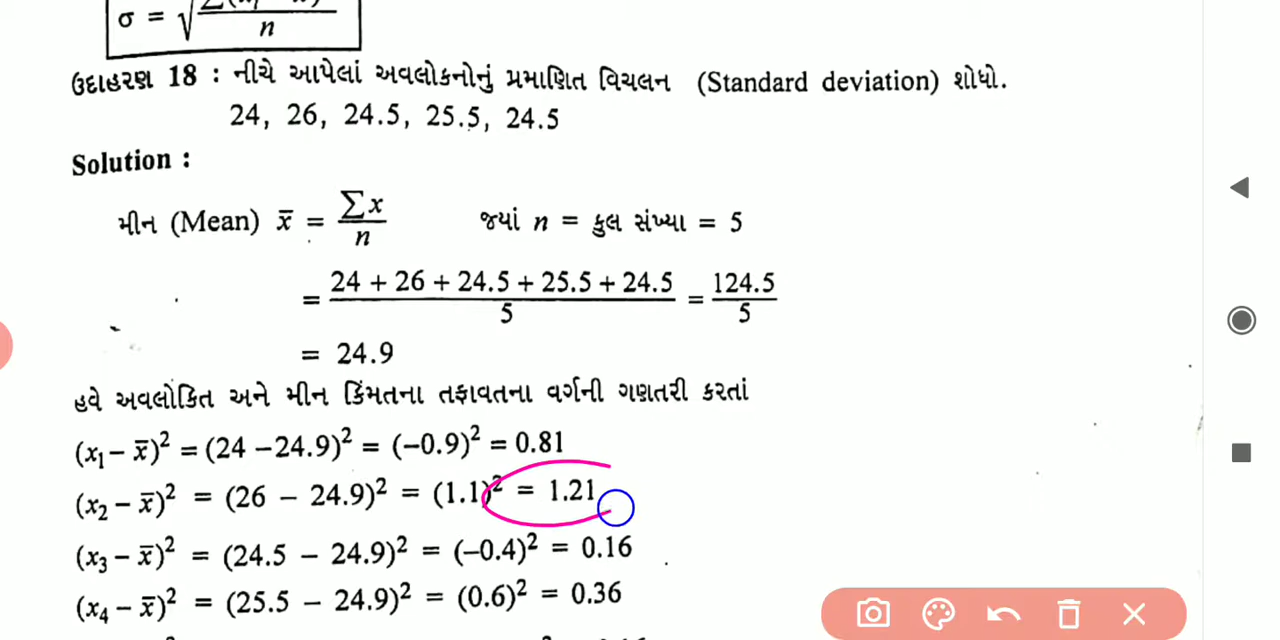 σ = √ n
ઉદાહરણ 18 : નીચે આપેલાં અવલોકનોનું પ્રમાણિત વિચલન (Standard deviation) શોધો.
24, 26, 24.5, 25.5, 24.5
Solution :
મીન (Mean) x̄ = ∑x / n જ્યાં n = કુલ સંખ્યા = 5
= 24 + 26 + 24.5 + 25.5 + 24.5 / 5 = 124.5 / 5
= 24.9
હવે અવલોકિત અને મીન કિંમતના તફાવતના વર્ગની ગણતરી કરતાં
(x₁ – x̄)² = (24 –24.9)² = (–0.9)² = 0.81
(x₂ – x̄)² = (26 – 24.9)² = (1.1)² = 1.21
(x₃ – x̄)² = (24.5 – 24.9)² = (–0.4)² = 0.16
(x₄ – x̄)² = (25.5 – 24.9)² = (0.6)² = 0.36